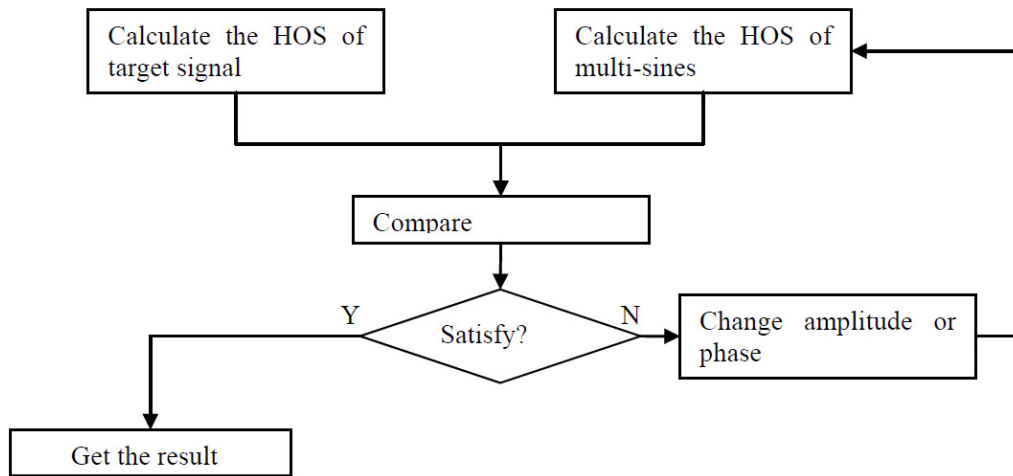 Calculate the HOS of
target signal
Calculate the HOS of
multi-sines
Compare
Y
Satisfy?
N
Change amplitude or
phase
Get the result